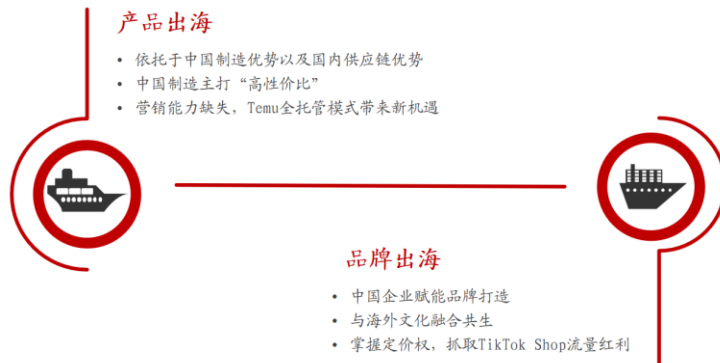 产品出海
• 依托于中国制造优势以及国内供应链优势
• 中国制造主打“高性价比”
• 营销能力缺失，Temu全托管模式带来新机遇
品牌出海
• 中国企业赋能品牌打造
• 与海外文化融合共生
• 掌握定价权，抓取TikTok Shop流量红利